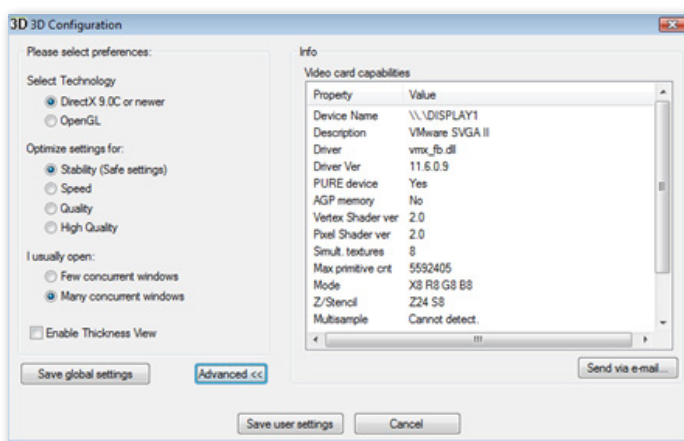 3D 3D Configuration
Please select preferences:
Select Technology
DirectX 9.0C or newer
OpenGL
Optimize settings for:
Stability (Safe settings)
Speed
Quality
High Quality
I usually open:
Few concurrent windows
Many concurrent windows
Enable Thickness View
Save global settings
Advanced <<
Info
Video card capabilities
Property Value
Device Name \\.\DISPLAY1
Description VMware SVGA II
Driver vmx_fb.dll
Driver Ver 11.6.0.9
PURE device Yes
AGP memory No
Vertex Shader ver 2.0
Pixel Shader ver 2.0
Simult. textures 8
Max primitive cnt 5592405
Mode X8 R8 G8 B8
Z/Stencil Z24 S8
Multisample Cannot detect.
Send via e-mail...
Save user settings
Cancel